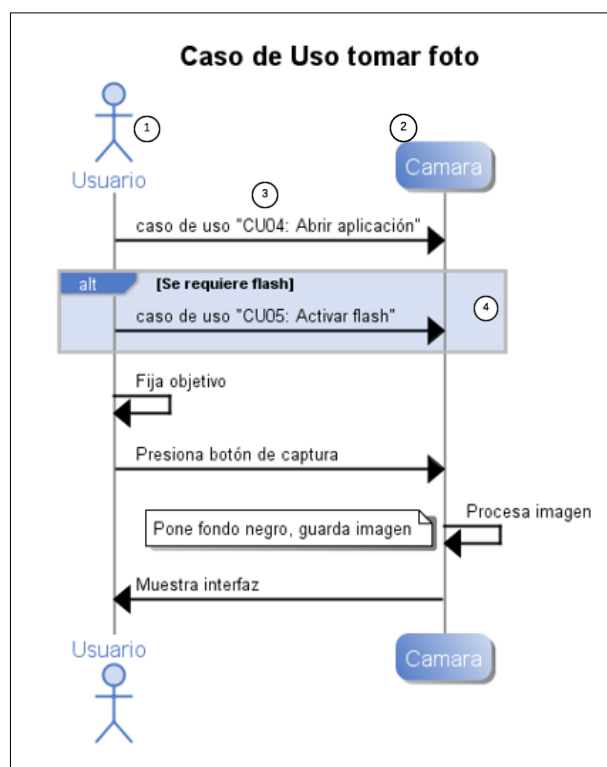 Caso de Uso tomar foto
1
2
Usuario
Camara
3
caso de uso "CU04: Abrir aplicación"
alt [Se requiere flash]
4
caso de uso "CU05: Activar flash"
Fija objetivo
Presiona botón de captura
Procesa imagen
Pone fondo negro, guarda imagen
Muestra interfaz
Usuario
Camara